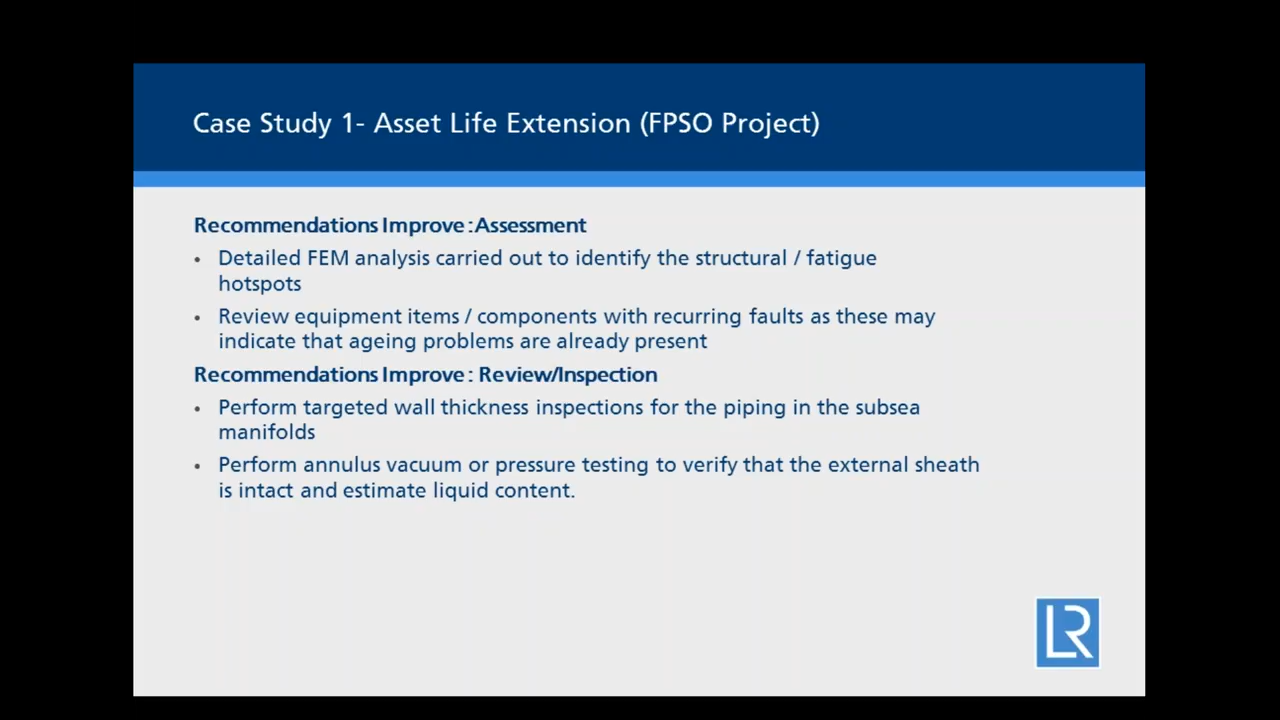 Case Study 1- Asset Life Extension (FPSO Project)
Recommendations Improve : Assessment
• Detailed FEM analysis carried out to identify the structural / fatigue
hotspots
• Review equipment items / components with recurring faults as these may
indicate that ageing problems are already present
Recommendations Improve : Review/Inspection
• Perform targeted wall thickness inspections for the piping in the subsea
manifolds
• Perform annulus vacuum or pressure testing to verify that the external sheath
is intact and estimate liquid content.
LR